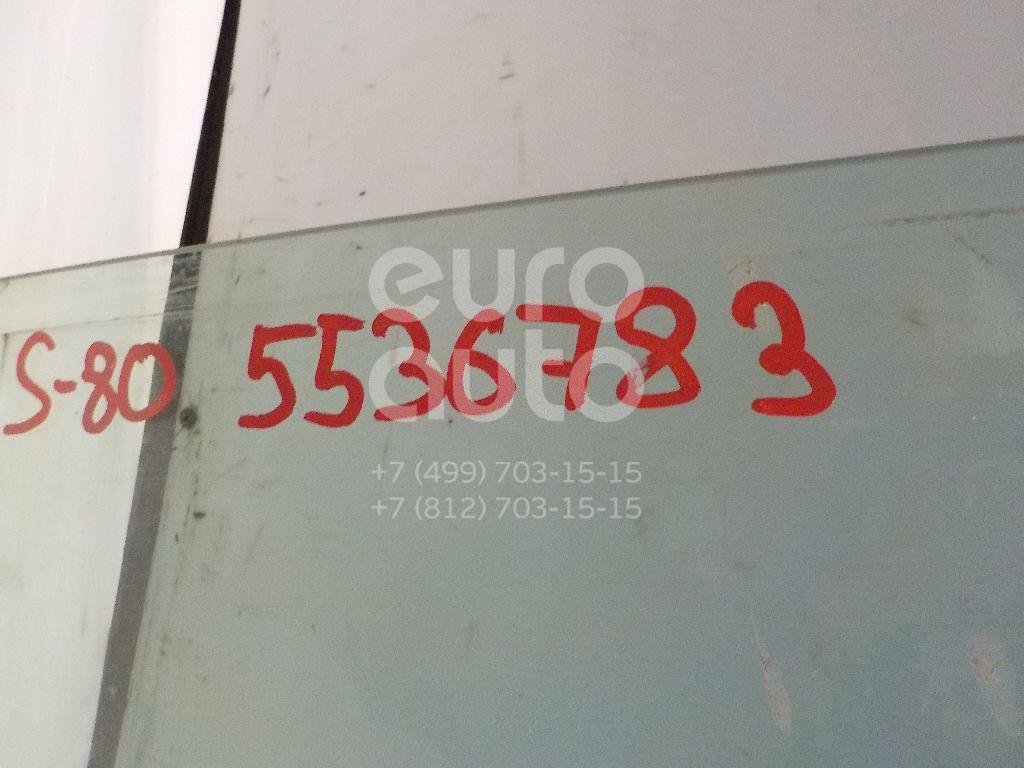 S-80 5536783
euro
auto
+7 (499) 703-15-15
+7 (812) 703-15-15